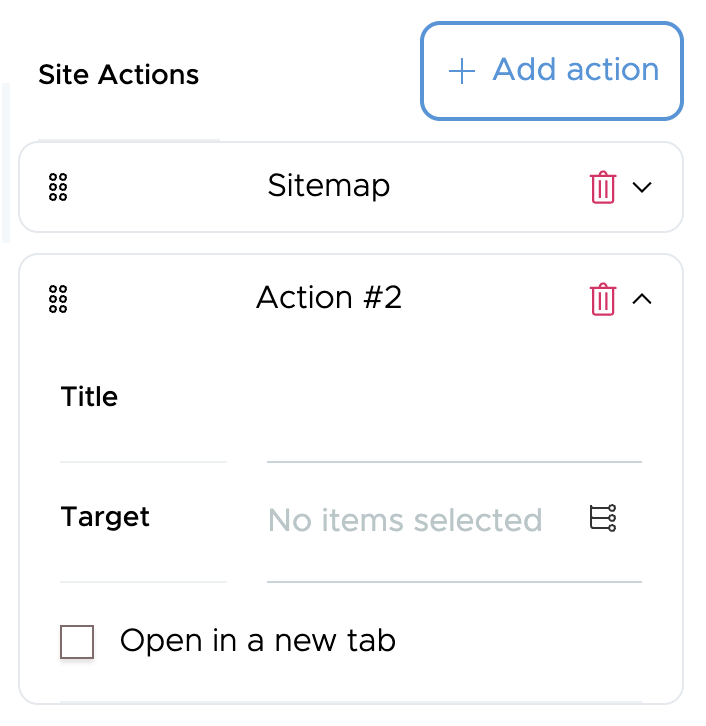 Site Actions
Add action
Sitemap
Action #2
Title
Target
No items selected
Open in a new tab